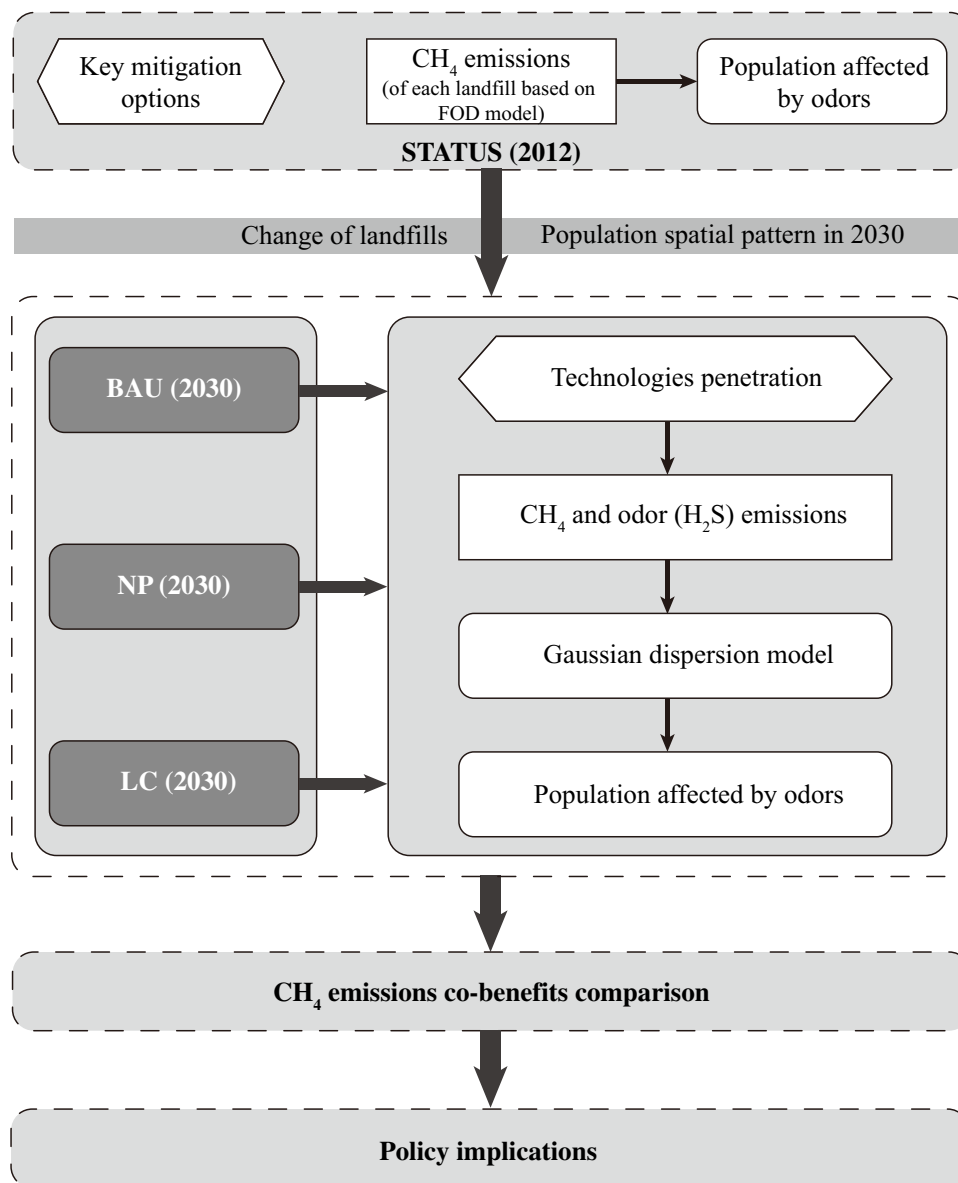 Key mitigation
options
CH₄ emissions
(of each landfill based on
FOD model)
Population affected
by odors
STATUS (2012)
Change of landfills
Population spatial pattern in 2030
BAU (2030)
NP (2030)
LC (2030)
Technologies penetration
CH₄ and odor (H₂S) emissions
Gaussian dispersion model
Population affected by odors
CH₄ emissions co-benefits comparison
Policy implications